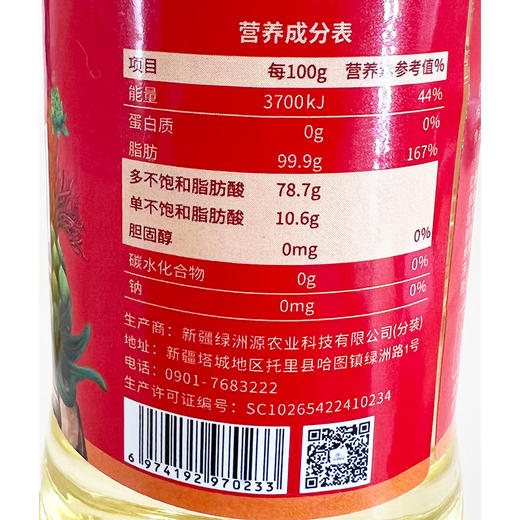 营养成分表
项目 每100g 营养素参考值%
能量 3700kJ 44%
蛋白质 0g 0%
脂肪 99.9g 167%
多不饱和脂肪酸 78.7g
单不饱和脂肪酸 10.6g
胆固醇 0mg 0%
碳水化合物 0g 0%
钠 0mg 0%
生产商：新疆绿洲源农业科技有限公司(分装)
地址：新疆塔城地区托里县哈图镇绿洲路1号
电话：0901-7683222
生产许可证编号：SC10265422410234
6 974192 970233